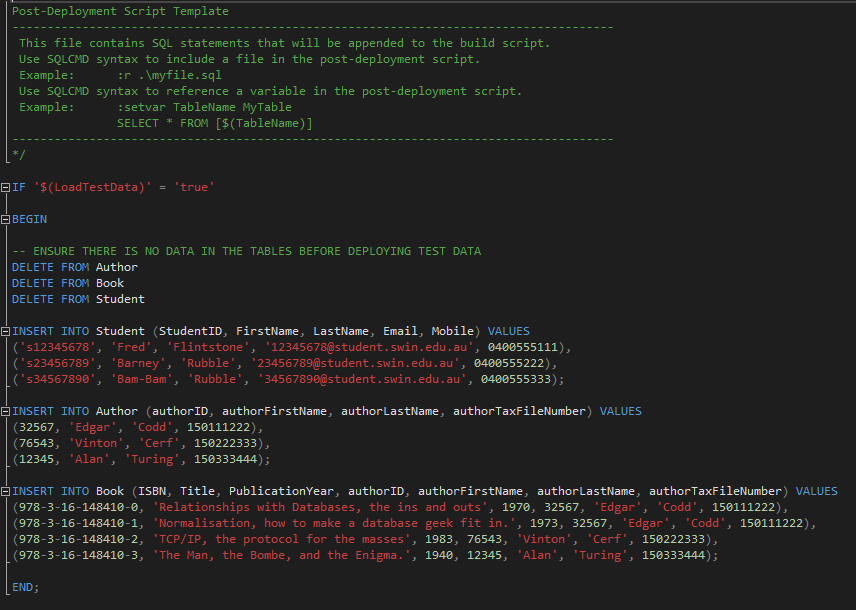 Post-Deployment Script Template
--------------------------------------------------------------------------------------
This file contains SQL statements that will be appended to the build script.
Use SQLCMD syntax to include a file in the post-deployment script.
Example:      :r .\myfile.sql
Use SQLCMD syntax to reference a variable in the post-deployment script.
Example:      :setvar TableName MyTable
SELECT * FROM [$(TableName)]
--------------------------------------------------------------------------------------
*/
IF '$(LoadTestData)' = 'true'
BEGIN
-- ENSURE THERE IS NO DATA IN THE TABLES BEFORE DEPLOYING TEST DATA
DELETE FROM Author
DELETE FROM Book
DELETE FROM Student
INSERT INTO Student (StudentID, FirstName, LastName, Email, Mobile) VALUES
('s12345678', 'Fred', 'Flintstone', '12345678@student.swin.edu.au', 0400555111),
('s23456789', 'Barney', 'Rubble', '23456789@student.swin.edu.au', 0400555222),
('s34567890', 'Bam-Bam', 'Rubble', '34567890@student.swin.edu.au', 0400555333);
INSERT INTO Author (authorID, authorFirstName, authorLastName, authorTaxFileNumber) VALUES
(32567, 'Edgar', 'Codd', 150111222),
(76543, 'Vinton', 'Cerf', 150222333),
(12345, 'Alan', 'Turing', 150333444);
INSERT INTO Book (ISBN, Title, PublicationYear, authorID, authorFirstName, authorLastName, authorTaxFileNumber) VALUES
(978-3-16-148410-0, 'Relationships with Databases, the ins and outs', 1970, 32567, 'Edgar', 'Codd', 150111222),
(978-3-16-148410-1, 'Normalisation, how to make a database geek fit in.', 1973, 32567, 'Edgar', 'Codd', 150111222),
(978-3-16-148410-2, 'TCP/IP, the protocol for the masses', 1983, 76543, 'Vinton', 'Cerf', 150222333),
(978-3-16-148410-3, 'The Man, the Bombe, and the Enigma.', 1940, 12345, 'Alan', 'Turing', 150333444);
END;